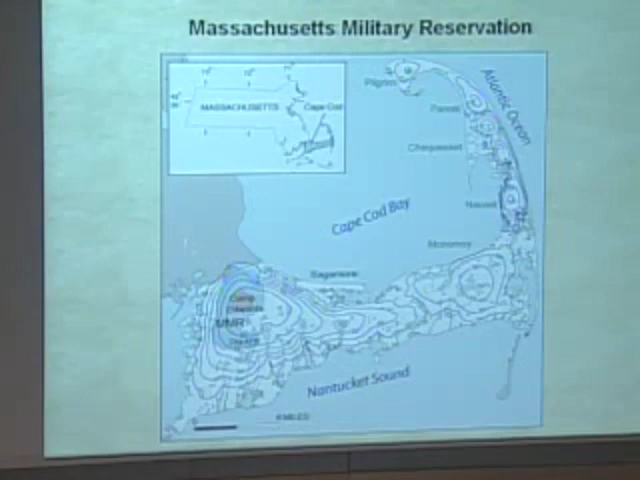 Massachusetts Military Reservation
MASSACHUSETTS
Cape Cod
Pilgrim
Atlantic Ocean
Pamet
Chequesset
Nauset
Cape Cod Bay
Monomoy
Sagamore
Camp
Edwards
MMR
Nantucket Sound